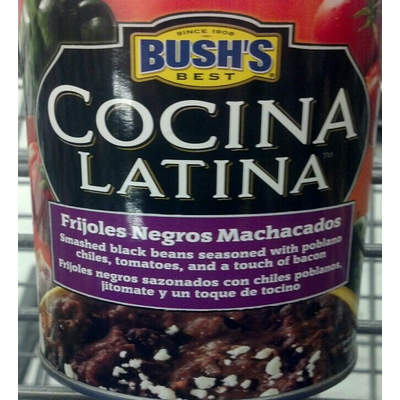 SINCE 1908
BUSH'S
BEST
COCINA
LATINA™
Frijoles Negros Machacados
Smashed black beans seasoned with poblano
chiles, tomatoes, and a touch of bacon
Frijoles negros sazonados con chiles poblanos,
jitomate y un toque de tocino